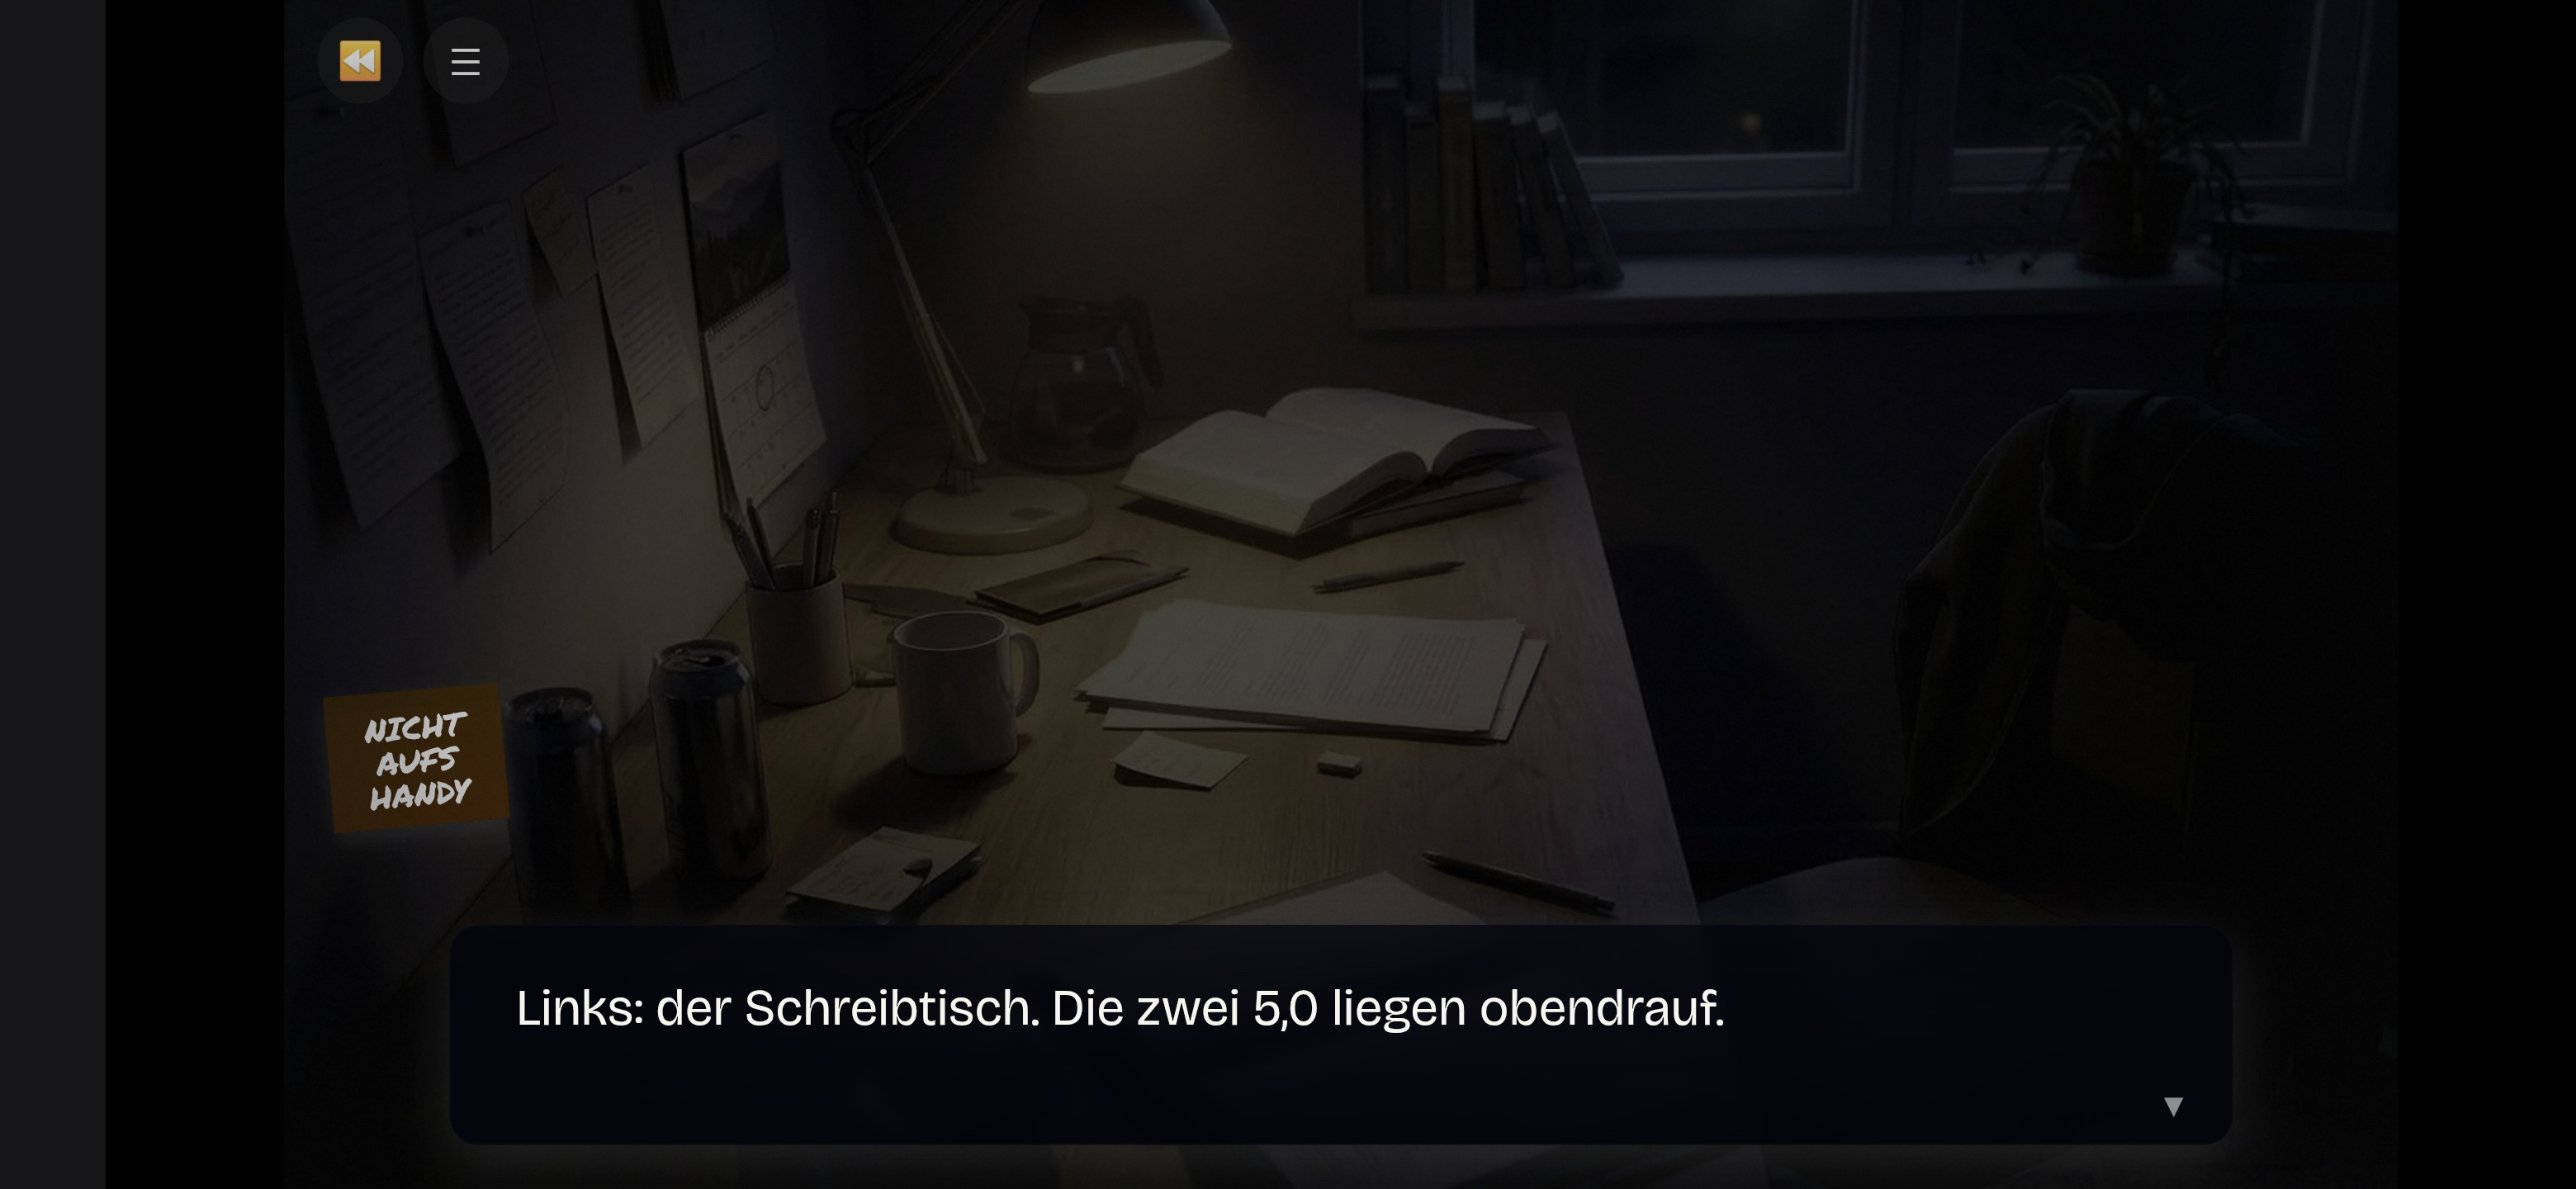 NICHT
AUFS
HANDY
Links: der Schreibtisch. Die zwei 5,0 liegen obendrauf.